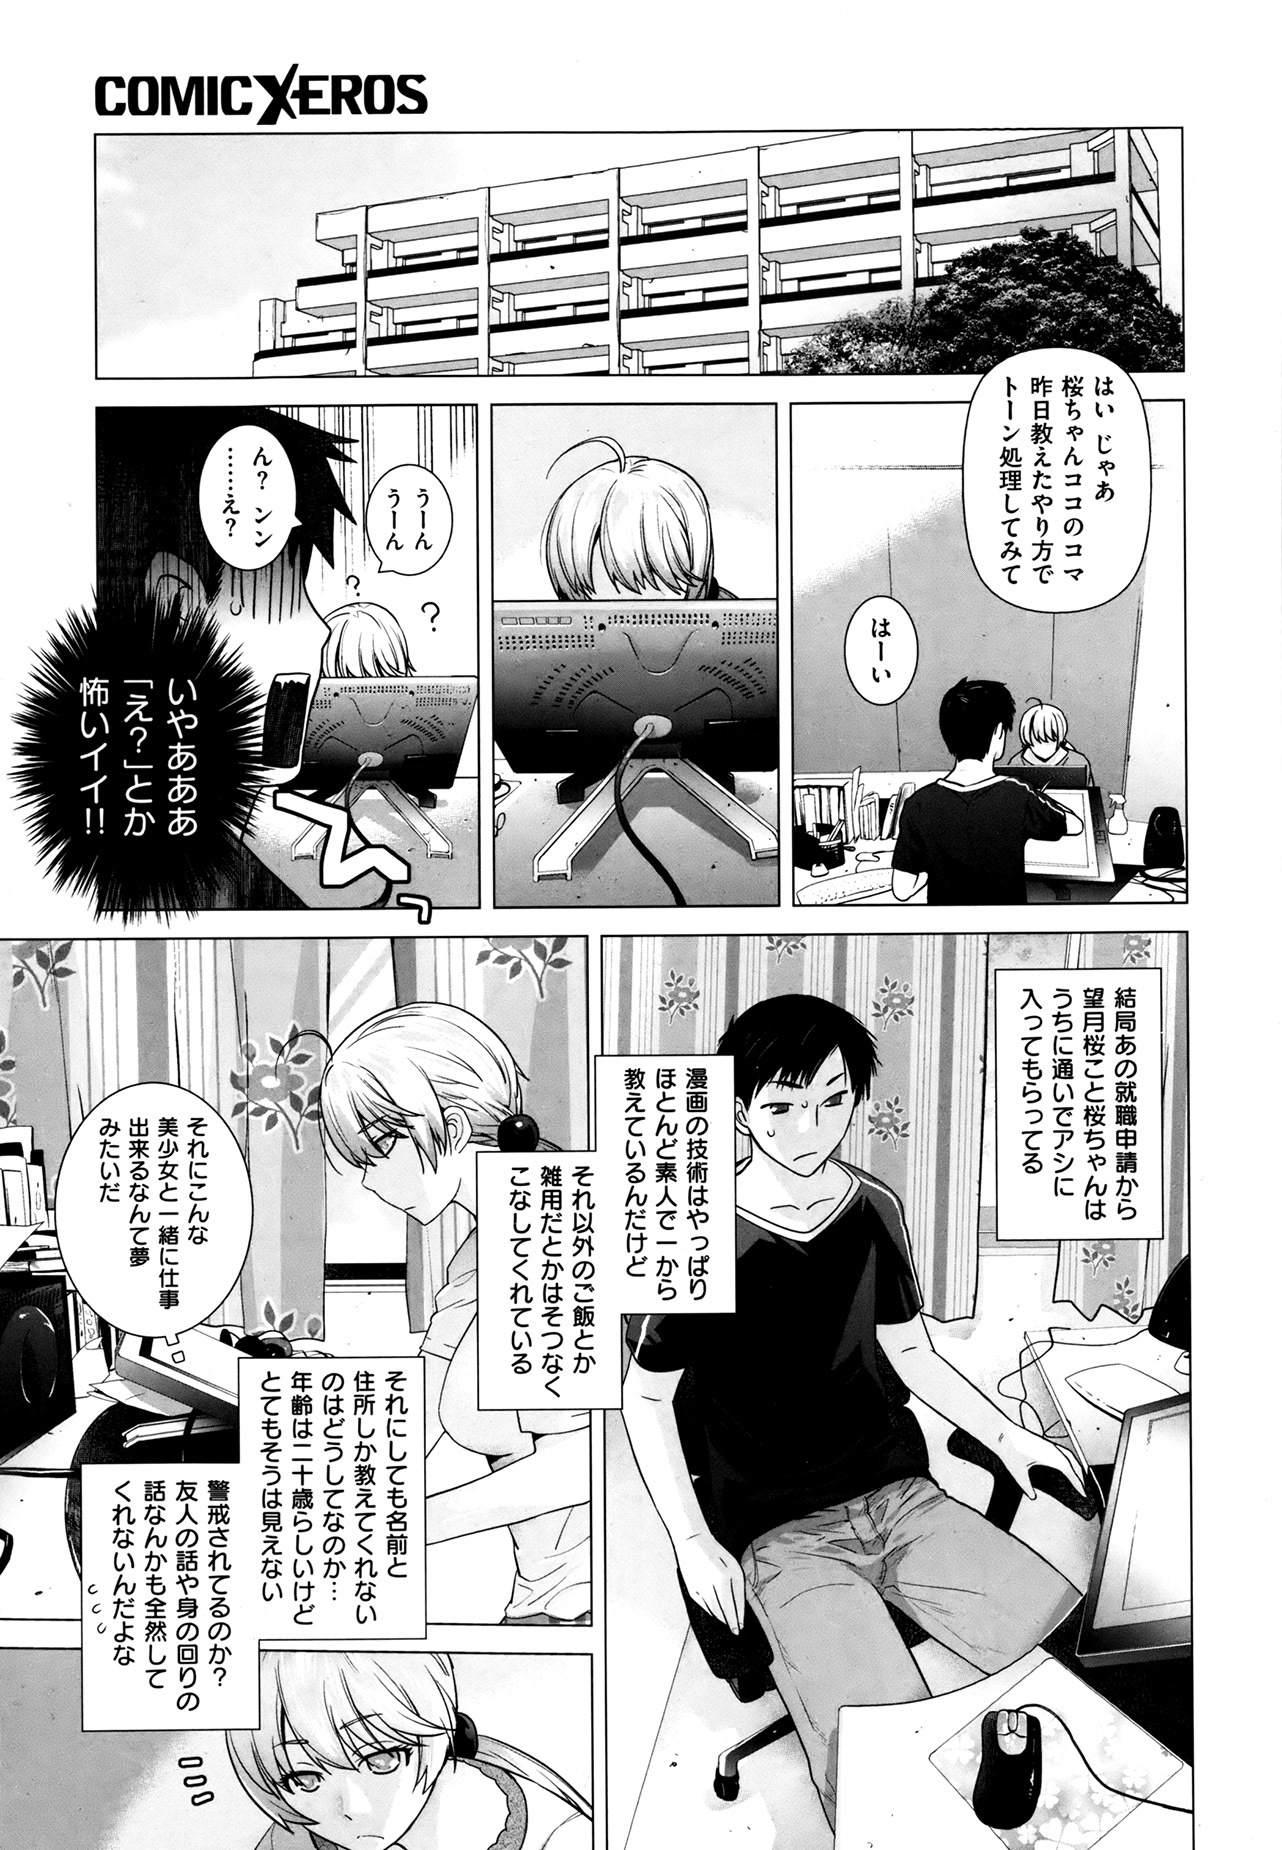 COMIC XEROS
はい じゃあ
桜ちゃんココのコマ
昨日教えたやり方で
トーン処理してみて
はーい
うーん
うーん
ん？ ンン
……え？
？
？
いやあああ
「え？」とか
怖いイイ!!
結局あの就職申請から
望月桜こと桜ちゃんは
うちに通いでアシに
入ってもらってる
漫画の技術はやっぱり
ほとんど素人で一から
教えているんだけど
それ以外のご飯とか
雑用だとかはそつなく
こなしてくれている
それにこんな
美少女と一緒に仕事
出来るなんて夢
みたいだ
それにしても名前と
住所しか教えてくれない
のはどうしてなのか…
年齢は二十歳らしいけど
とてもそうは見えない
警戒されてるのか？
友人の話や身の回りの
話なんかも全然して
くれないんだよな